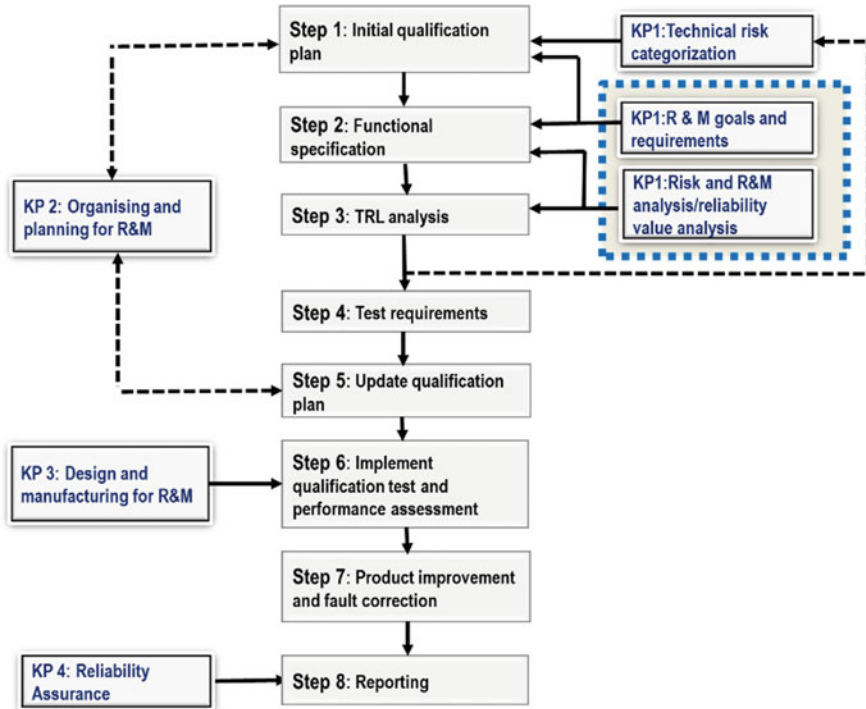 Step 1: Initial qualification
plan
KP1:Technical risk
categorization
Step 2: Functional
specification
KP1:R & M goals and
requirements
KP 2: Organising and
planning for R&M
Step 3: TRL analysis
KP1:Risk and R&M
analysis/reliability
value analysis
Step 4: Test requirements
Step 5: Update qualification
plan
KP 3: Design and
manufacturing for R&M
Step 6: Implement
qualification test and
performance assessment
Step 7: Product improvement
and fault correction
KP 4: Reliability
Assurance
Step 8: Reporting